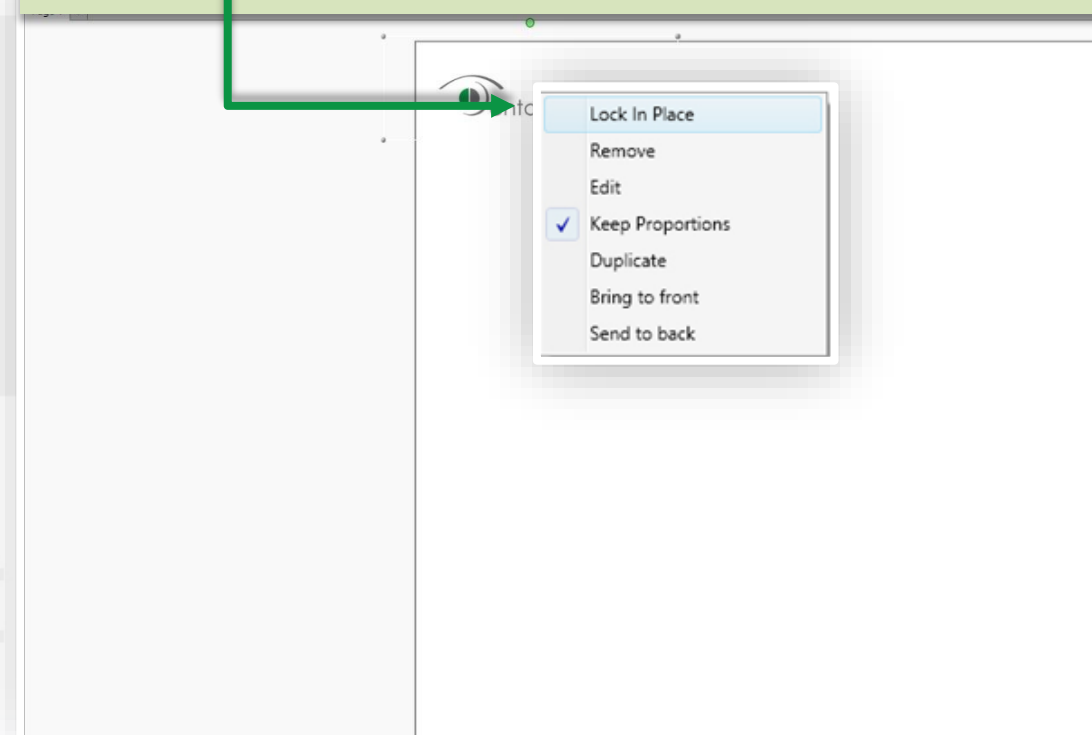 Lock In Place
Remove
Edit
Keep Proportions
Duplicate
Bring to front
Send to back